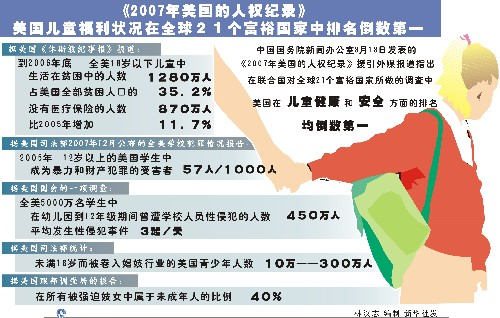 《2007年美国的人权纪录》
美国儿童福利状况在全球21个富裕国家中排名倒数第一
据美国《休斯敦纪事报》报道:
到2006年底 全美18岁以下儿童中
生活在贫困中的人数 1280万人
占美国全部贫困人口的 35.2%
没有医疗保险的人数 870万人
比2005年增加 11.7%
中国国务院新闻办公室3月13日发表的
《2007年美国的人权纪录》援引外媒报道指出
在联合国对全球21个富裕国家所做的调查中
美国在 儿童健康 和 安全 方面的排名
均倒数第一
据美国司法部2007年12月公布的全美学校犯罪情况报告:
2005年 12岁以上的美国学生中
成为暴力和财产犯罪的受害者 57人/1000人
据美国国会的一项调查:
全美5000万名学生中
在幼儿园到12年级期间曾遭学校人员性侵犯的人数 450万人
平均发生性侵犯事件 3起/天
据美国司法部统计:
未满18岁而被卷入娼妓行业的美国青少年人数 10万——300万人
据美国联邦调查局的报告:
在所有被强迫妓女中属于未成年人的比例 40%
编制 新华社发